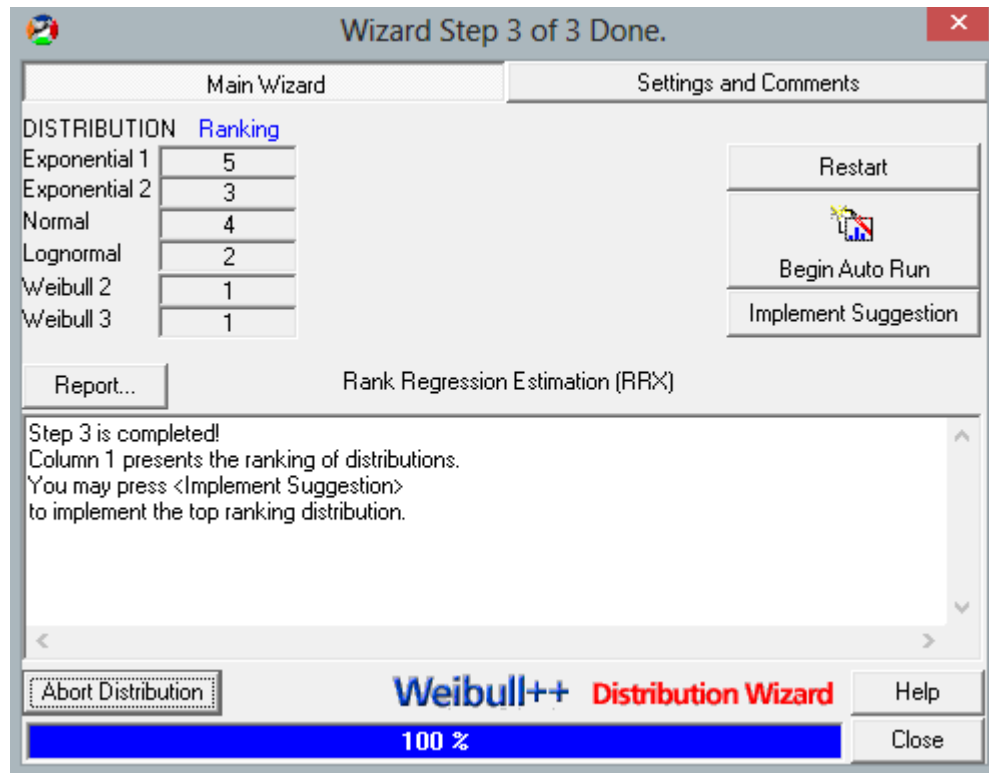 Wizard Step 3 of 3 Done.
Main Wizard
Settings and Comments
DISTRIBUTION Ranking
Exponential 1 5
Exponential 2 3
Normal 4
Lognormal 2
Weibull 2 1
Weibull 3 1
Restart
Begin Auto Run
Implement Suggestion
Report...
Rank Regression Estimation (RRX)
Step 3 is completed!
Column 1 presents the ranking of distributions.
You may press <Implement Suggestion>
to implement the top ranking distribution.
Abort Distribution
Weibull++ Distribution Wizard
Help
100 %
Close